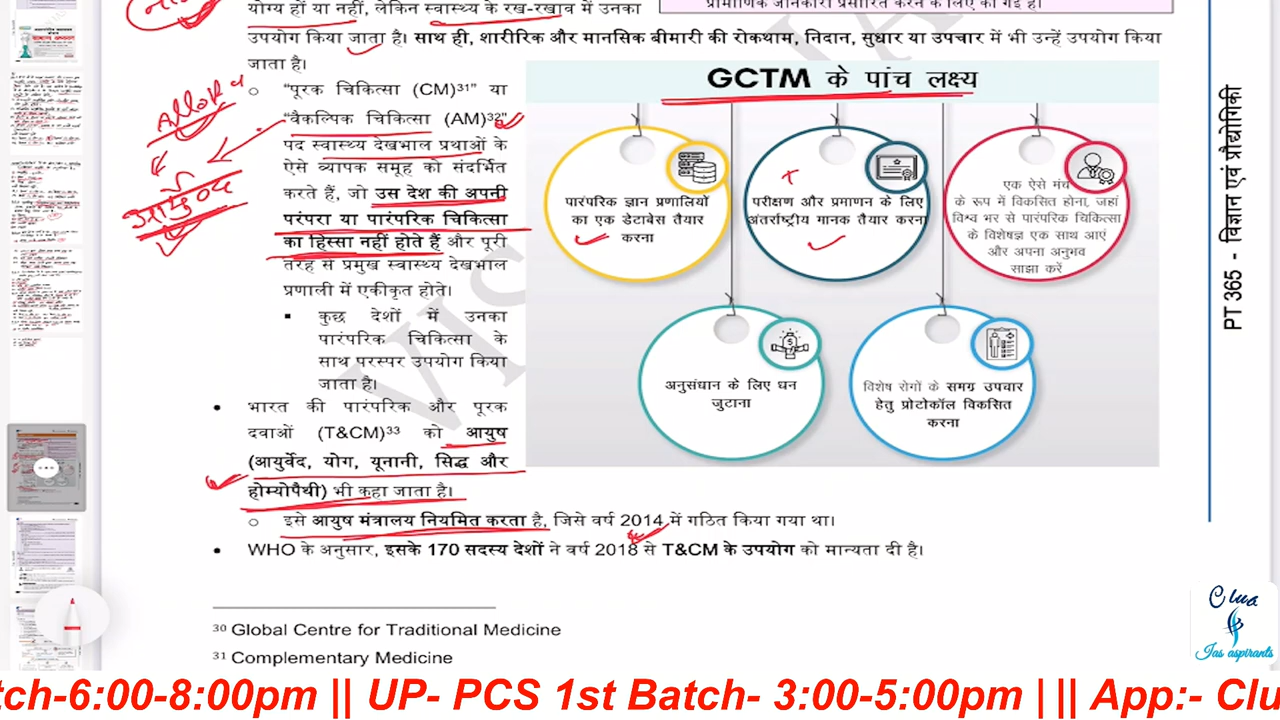 योग्य हों या नहीं, लेकिन स्वास्थ्य के रख-रखाव में उनका
प्रामाणिक जानकारी प्रसारित करने के लिए की गई है।
उपयोग किया जाता है। साथ ही शारीरिक और मानसिक बीमारी की रोकथाम, निदान, सुधार या उपचार में भी उन्हें उपयोग किया
जाता है।
○ "पूरक चिकित्सा (CM)³¹" या
"वैकल्पिक चिकित्सा (AM)³²"
पद स्वास्थ्य देखभाल प्रथाओं के
ऐसे व्यापक समूह को संदर्भित
करते हैं, जो उस देश की अपनी
परंपरा या पारंपरिक चिकित्सा
का हिस्सा नहीं होते हैं और पूरी
तरह से प्रमुख स्वास्थ्य देखभाल
प्रणाली में एकीकृत होते।
▪ कुछ देशों में उनका
पारंपरिक चिकित्सा के
साथ परस्पर उपयोग किया
जाता है।
• भारत की पारंपरिक और पूरक
दवाओं (T&CM)³³ को आयुष
(आयुर्वेद, योग, यूनानी, सिद्ध और
होम्योपैथी) भी कहा जाता है।
○ इसे आयुष मंत्रालय नियमित करता है, जिसे वर्ष 2014 में गठित किया गया था।
• WHO के अनुसार, इसके 170 सदस्य देशों ने वर्ष 2018 से T&CM के उपयोग को मान्यता दी है।
GCTM के पांच लक्ष्य
पारंपरिक ज्ञान प्रणालियों
का एक डेटाबेस तैयार
करना
परीक्षण और प्रमाणन के लिए
अंतर्राष्ट्रीय मानक तैयार करना
एक ऐसे मंच
के रूप में विकसित होना, जहां
विश्व भर से पारंपरिक चिकित्सा
के विशेषज्ञ एक साथ आएं
और अपना अनुभव
साझा करें
अनुसंधान के लिए धन
जुटाना
विशेष रोगों के समग्र उपचार
हेतु प्रोटोकॉल विकसित
करना
30 Global Centre for Traditional Medicine
31 Complementary Medicine
PT 365 - विज्ञान एवं प्रौद्योगिकी
आयुर्वेद
Clua
Ias aspirants
tch-6:00-8:00pm || UP- PCS 1st Batch- 3:00-5:00pm | || App:- Clu